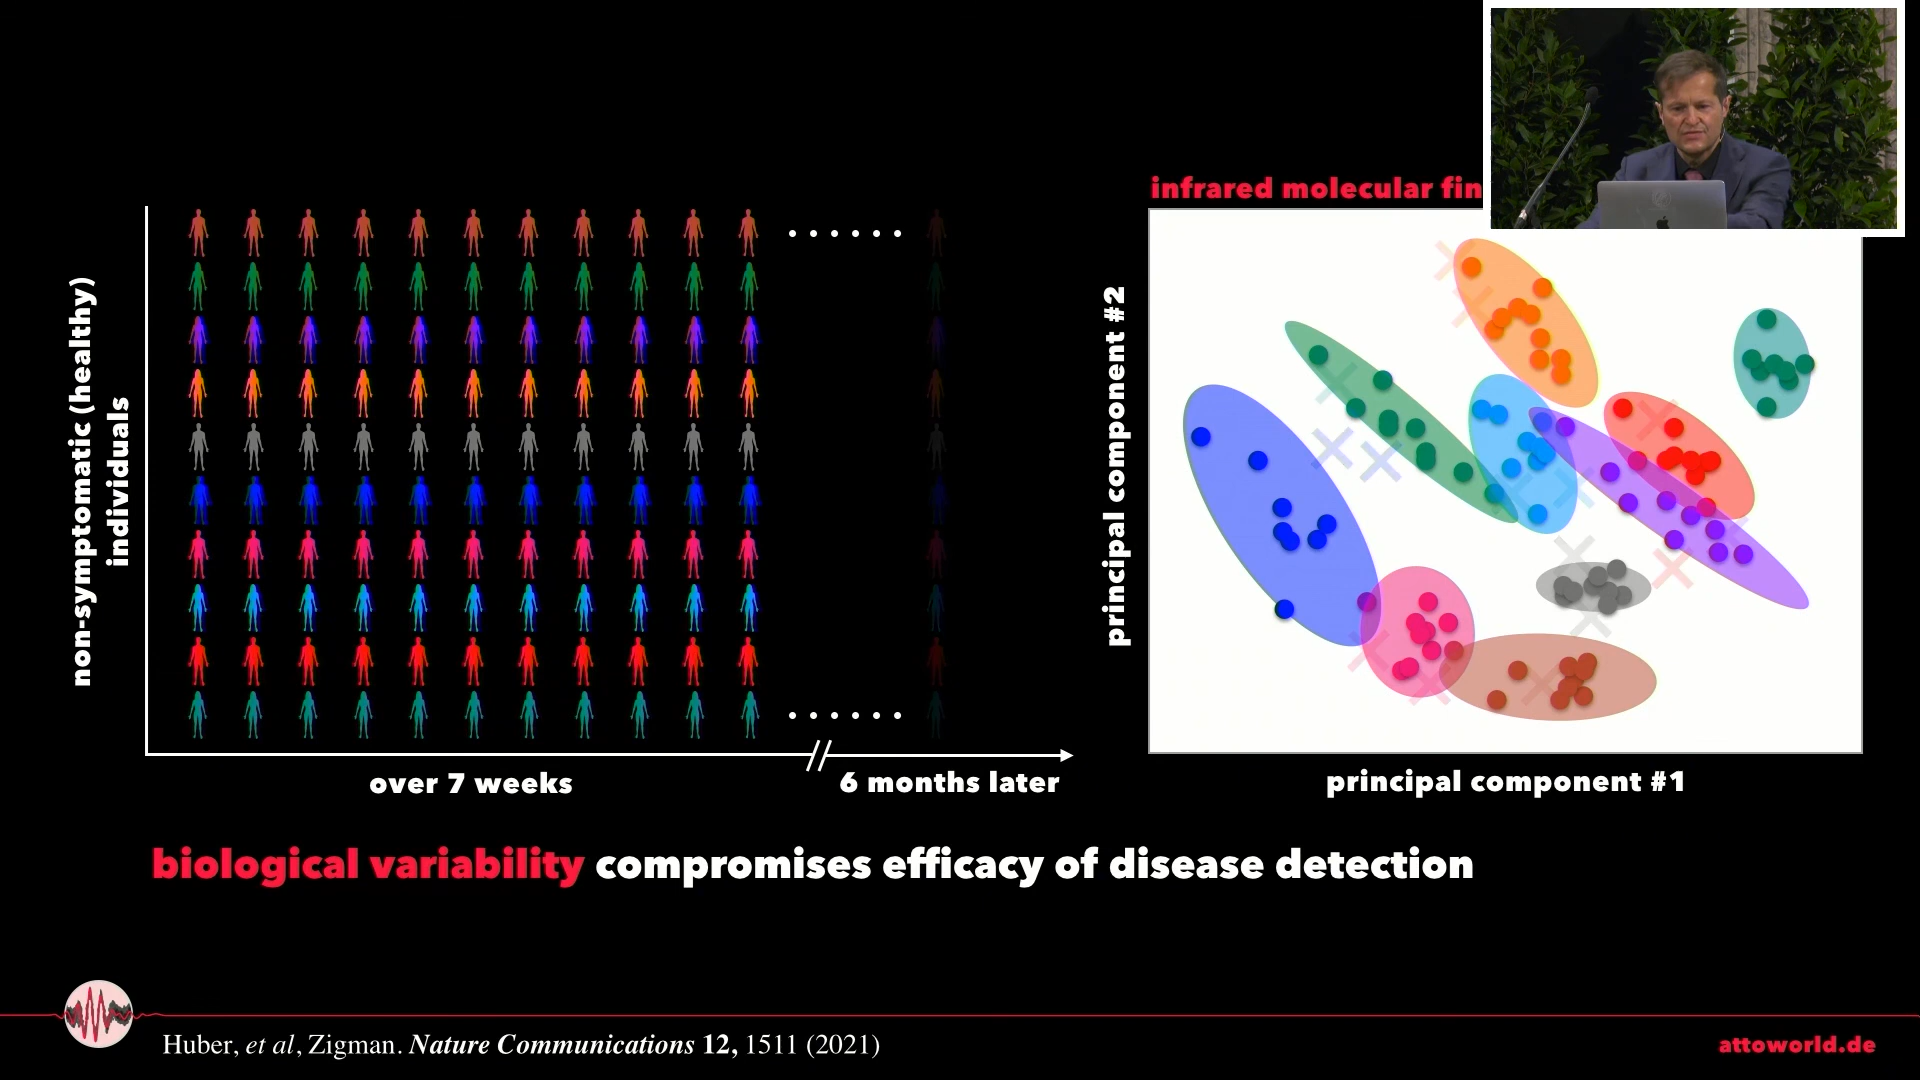 infrared molecular fin
non-symptomatic (healthy)
individuals
principal component #2
over 7 weeks
6 months later
principal component #1
biological variability compromises efficacy of disease detection
Huber, et al, Zigman. Nature Communications 12, 1511 (2021)
attoworld.de